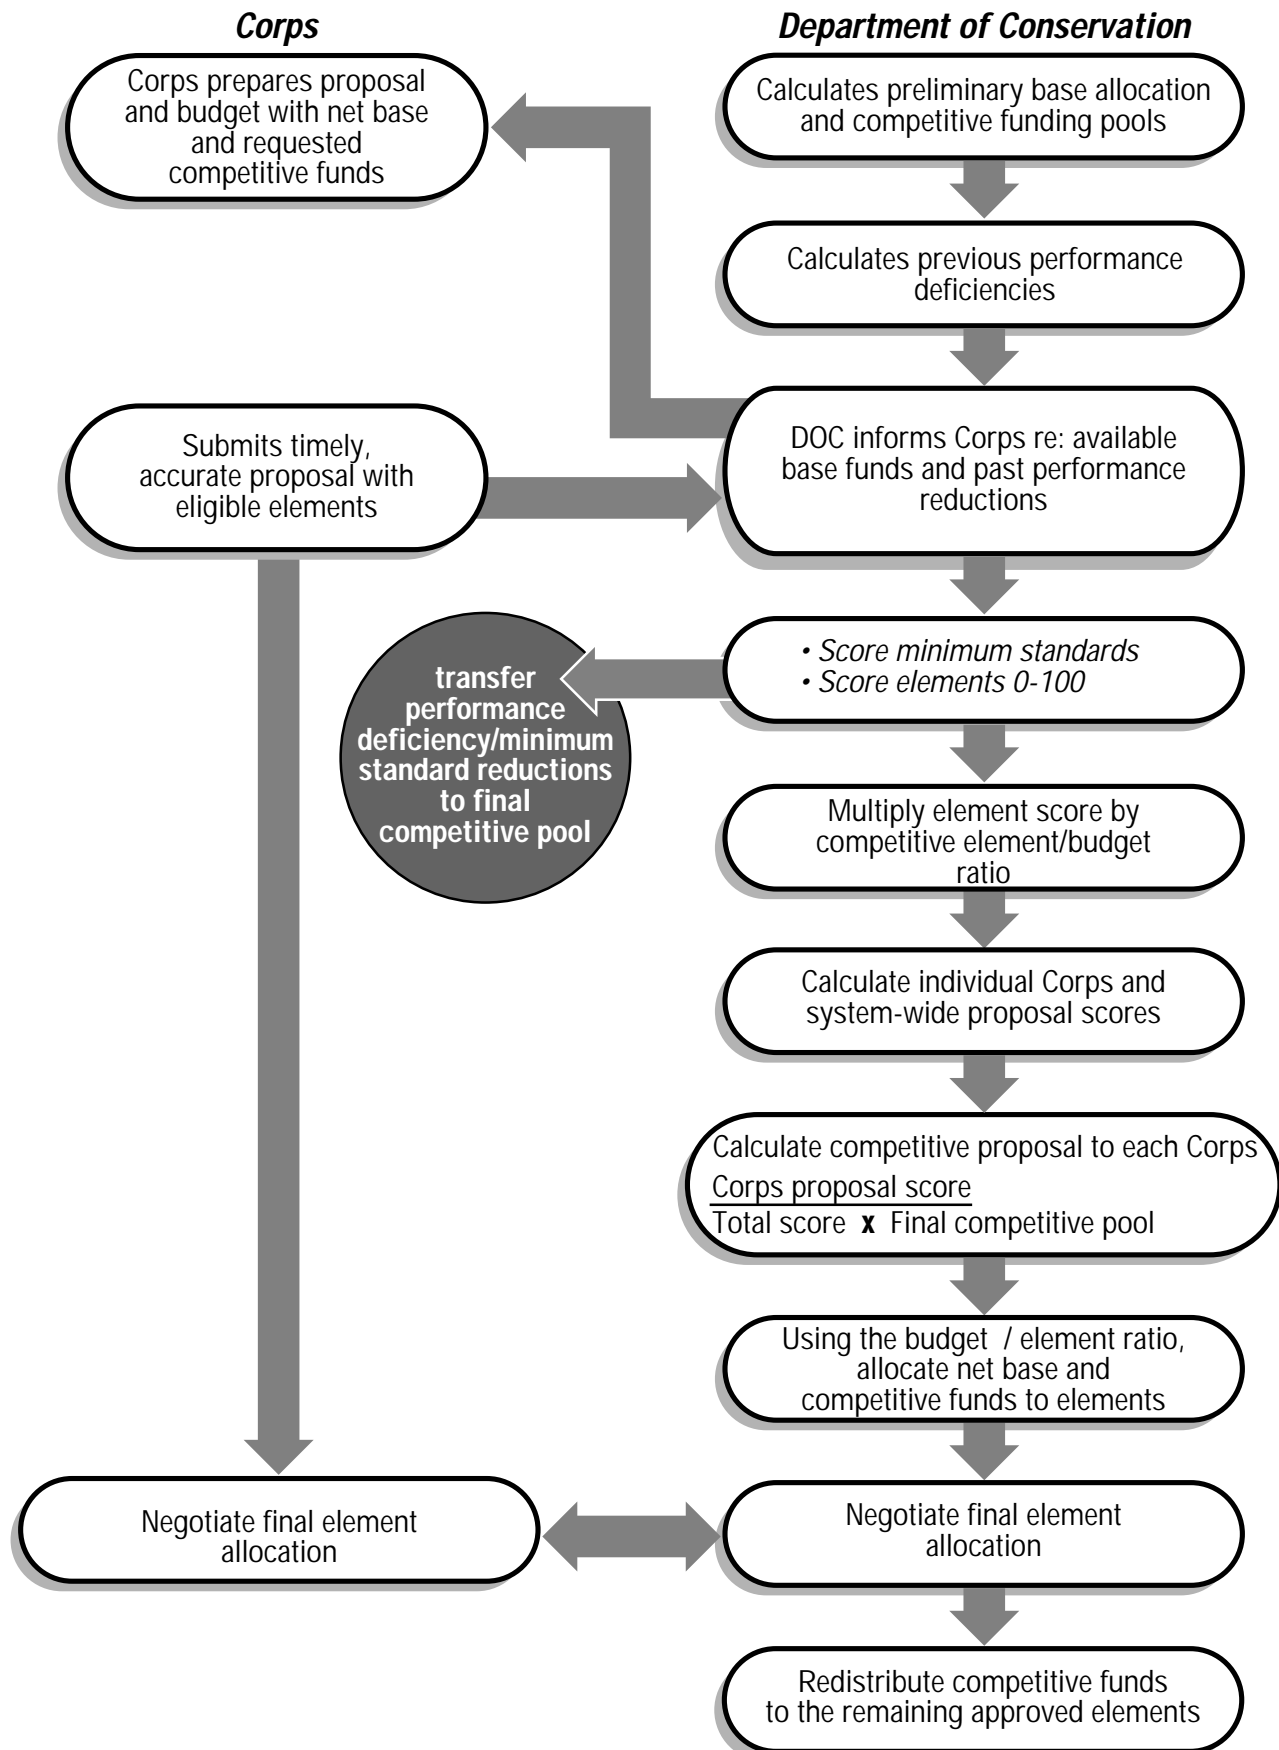 Corps
Department of Conservation
Corps prepares proposal
and budget with net base
and requested
competitive funds
Calculates preliminary base allocation
and competitive funding pools
Calculates previous performance
deficiencies
Submits timely,
accurate proposal with
eligible elements
DOC informs Corps re: available
base funds and past performance
reductions
• Score minimum standards
• Score elements 0-100
transfer
performance
deficiency/minimum
standard reductions
to final
competitive pool
Multiply element score by
competitive element/budget
ratio
Calculate individual Corps and
system-wide proposal scores
Calculate competitive proposal to each Corps
Corps proposal score
Total score x Final competitive pool
Using the budget / element ratio,
allocate net base and
competitive funds to elements
Negotiate final element
allocation
Negotiate final element
allocation
Redistribute competitive funds
to the remaining approved elements